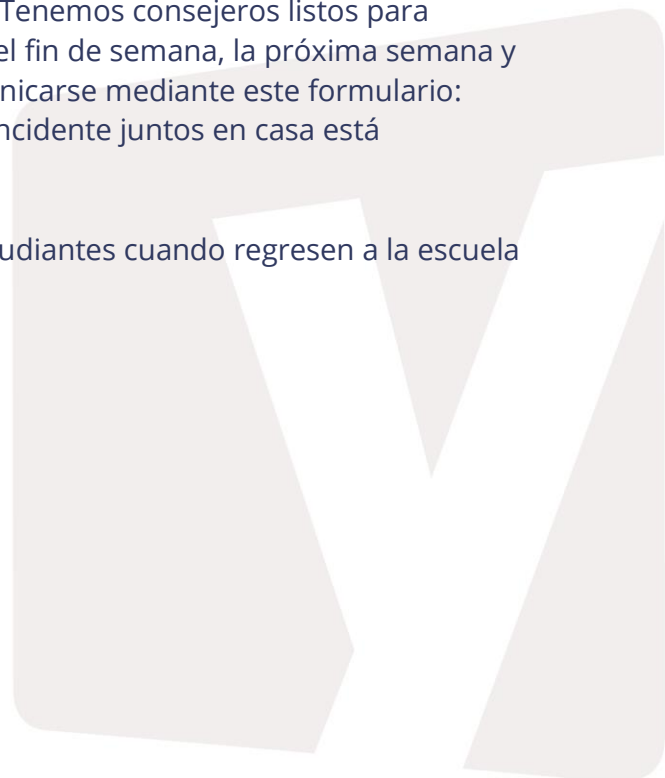 Tenemos consejeros listos para
el fin de semana, la próxima semana y
nicarse mediante este formulario:
ncidente juntos en casa está
udiantes cuando regresen a la escuela
y